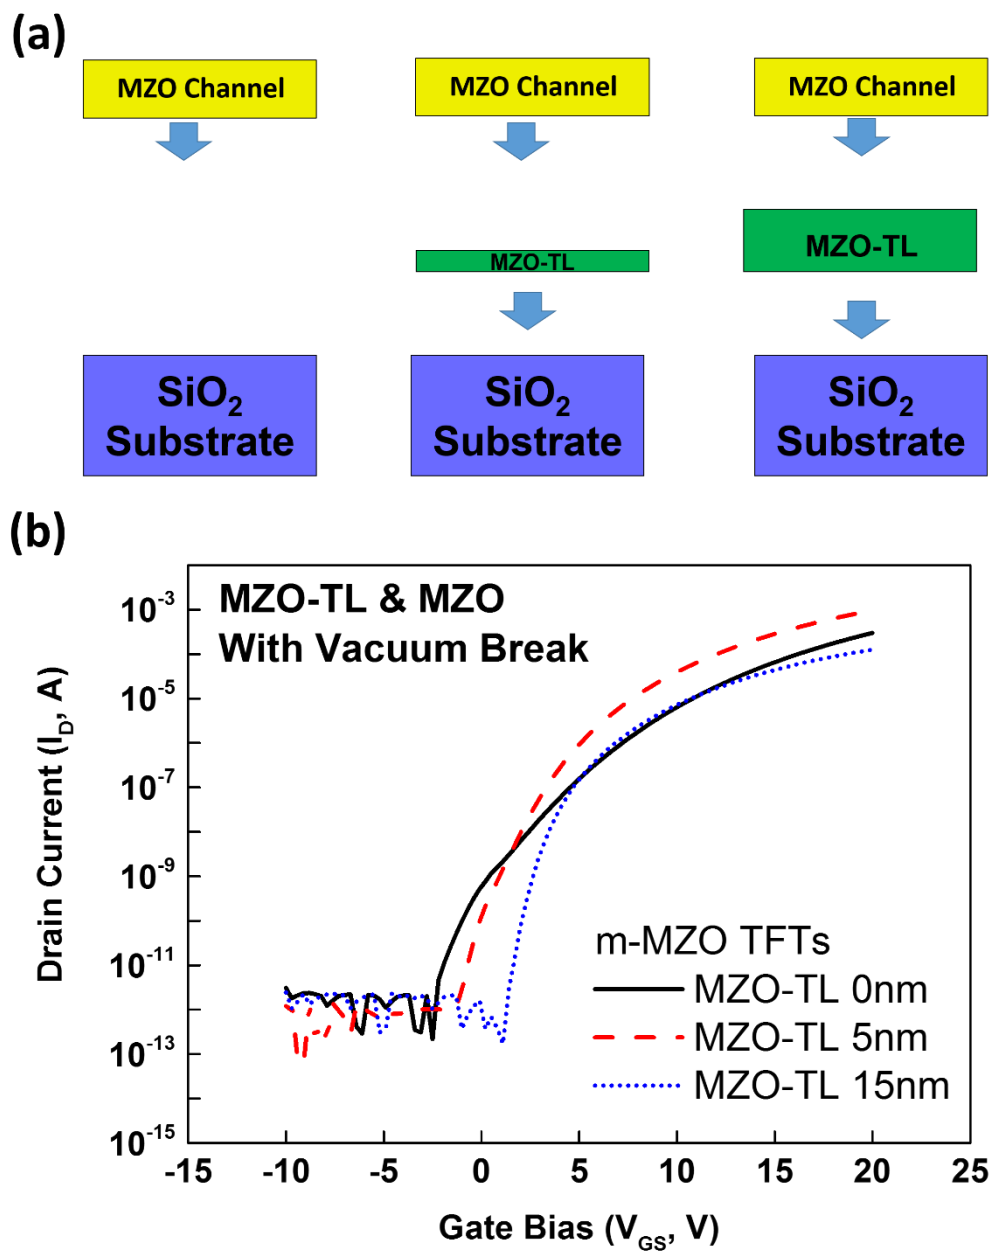 (a)
MZO Channel
MZO Channel
MZO Channel
MZO-TL
MZO-TL
SiO₂
Substrate
SiO₂
Substrate
SiO₂
Substrate
(b)
MZO-TL & MZO
With Vacuum Break
10⁻³
10⁻⁵
10⁻⁷
10⁻⁹
10⁻¹¹
10⁻¹³
10⁻¹⁵
Drain Current (I_D, A)
m-MZO TFTs
MZO-TL 0nm
MZO-TL 5nm
MZO-TL 15nm
-15 -10 -5 0 5 10 15 20 25
Gate Bias (V_GS, V)